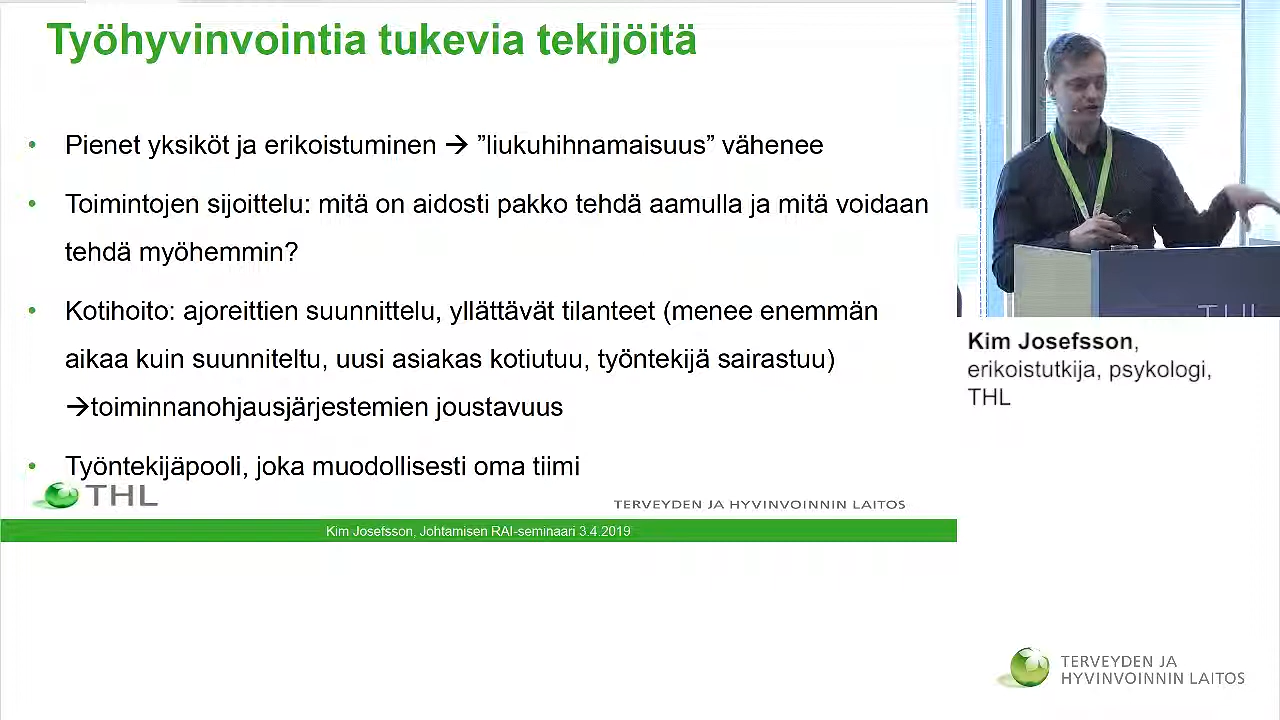 Työhyvinvointia tukevia tekijöitä
• Pienet yksiköt ja erikoistuminen → ”liukuhihnamaisuus” vähenee
• Toimintojen sijoittelu: mitä on aidosti pakko tehdä aamulla ja mitä voidaan
tehdä myöhemmin?
• Kotihoito: ajoreittien suunnittelu, yllättävät tilanteet (menee enemmän
aikaa kuin suunniteltu, uusi asiakas kotiutuu, työntekijä sairastuu)
→toiminnanohjausjärjestemien joustavuus
• Työntekijäpooli, joka muodollisesti oma tiimi
THL
TERVEYDEN JA HYVINVOINNIN LAITOS
Kim Josefsson, Johtamisen RAI-seminaari 3.4.2019
THL
Kim Josefsson,
erikoistutkija, psykologi,
THL
TERVEYDEN JA
HYVINVOINNIN LAITOS